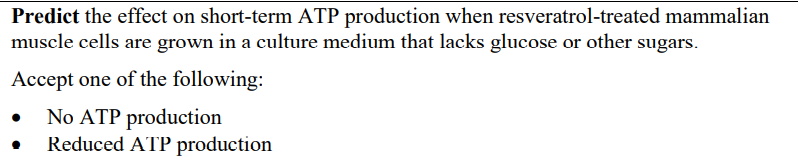 Predict the effect on short-term ATP production when resveratrol-treated mammalian
muscle cells are grown in a culture medium that lacks glucose or other sugars.
Accept one of the following:
• No ATP production
• Reduced ATP production